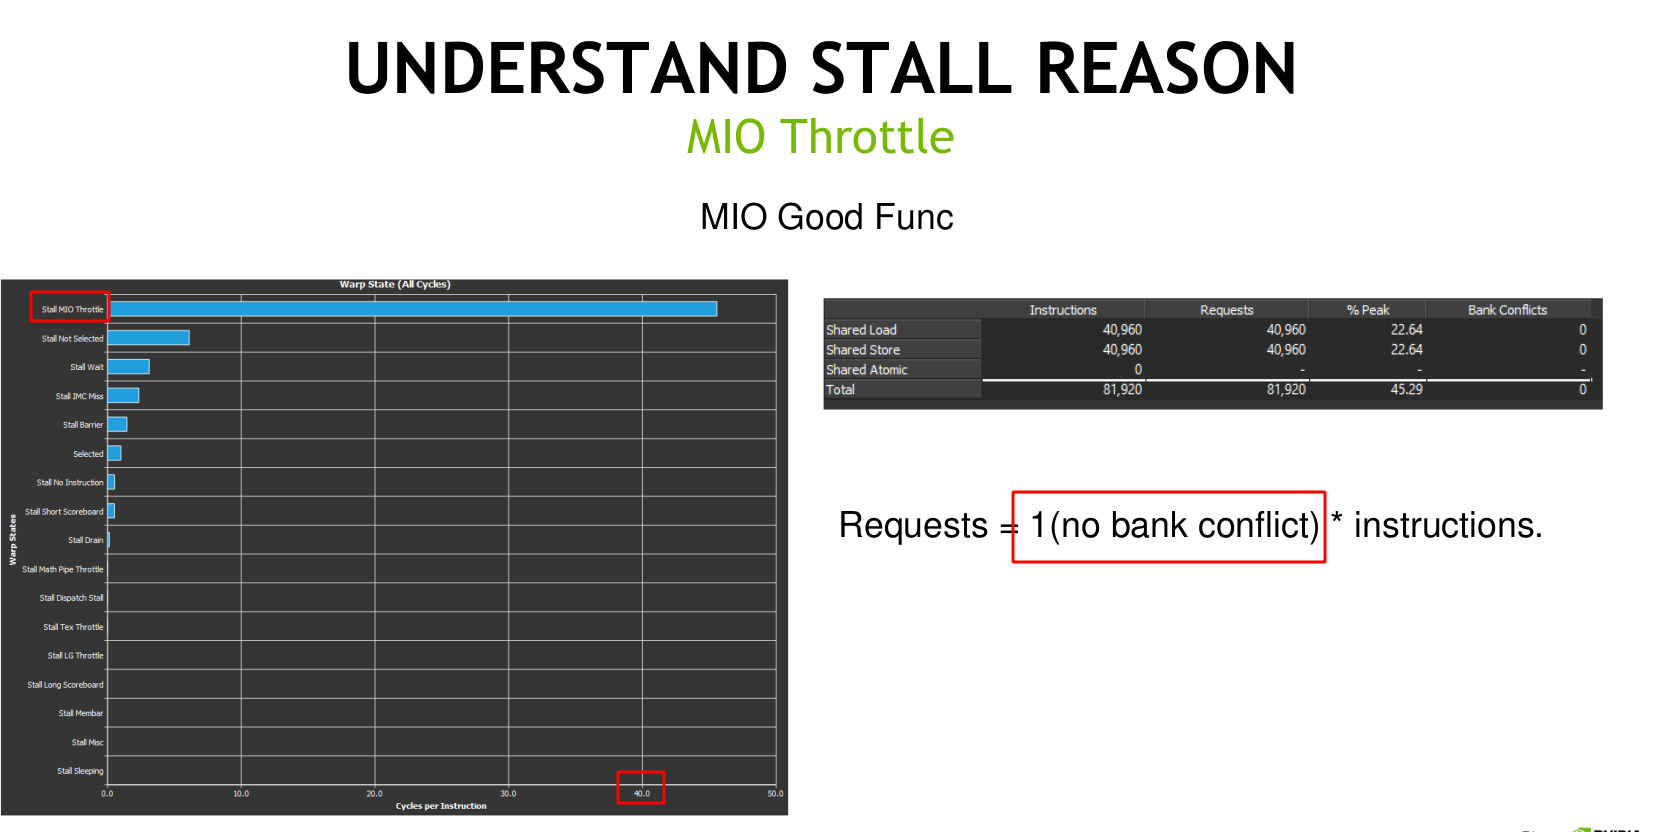 UNDERSTAND STALL REASON
MIO Throttle
MIO Good Func
Warp State (All Cycles)
Stall MIO Throttle
Stall Not Selected
Stall Wait
Stall IMC Miss
Stall Barrier
Selected
Stall No Instruction
Stall Short Scoreboard
Stall Drain
Stall Math Pipe Throttle
Stall Dispatch Stall
Stall Tex Throttle
Stall LG Throttle
Stall Long Scoreboard
Stall Membar
Stall Misc
Stall Sleeping
Warp States
0.0 10.0 20.0 30.0 40.0 50.0
Cycles per Instruction
Instructions Requests % Peak Bank Conflicts
Shared Load 40,960 40,960 22.64 0
Shared Store 40,960 40,960 22.64 0
Shared Atomic 0 - - -
Total 81,920 81,920 45.29 0
Requests = 1(no bank conflict) * instructions.